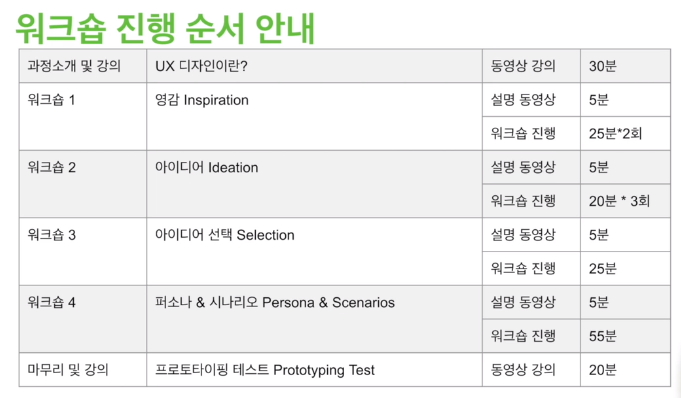 워크숍 진행 순서 안내
과정소개 및 강의 UX 디자인이란? 동영상 강의 30분
워크숍 1 영감 Inspiration 설명 동영상 5분
워크숍 진행 25분*2회
워크숍 2 아이디어 Ideation 설명 동영상 5분
워크숍 진행 20분 * 3회
워크숍 3 아이디어 선택 Selection 설명 동영상 5분
워크숍 진행 25분
워크숍 4 퍼소나 & 시나리오 Persona & Scenarios 설명 동영상 5분
워크숍 진행 55분
마무리 및 강의 프로토타이핑 테스트 Prototyping Test 동영상 강의 20분